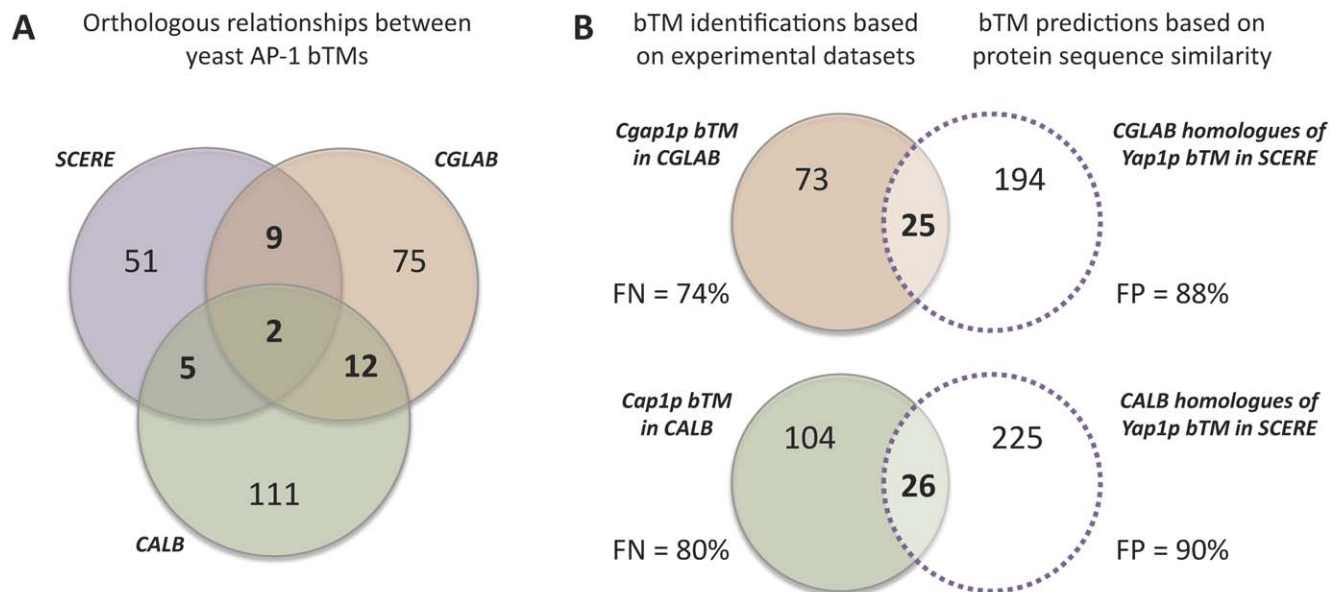 A
Orthologous relationships between
yeast AP-1 bTMs
SCERE
CGLAB
51
9
75
2
5
12
111
CALB
B
bTM identifications based
on experimental datasets
bTM predictions based on
protein sequence similarity
Cgap1p bTM
in CGLAB
73
25
194
CGLAB homologues of
Yap1p bTM in SCERE
FN = 74%
FP = 88%
Cap1p bTM
in CALB
104
26
225
CALB homologues of
Yap1p bTM in SCERE
FN = 80%
FP = 90%